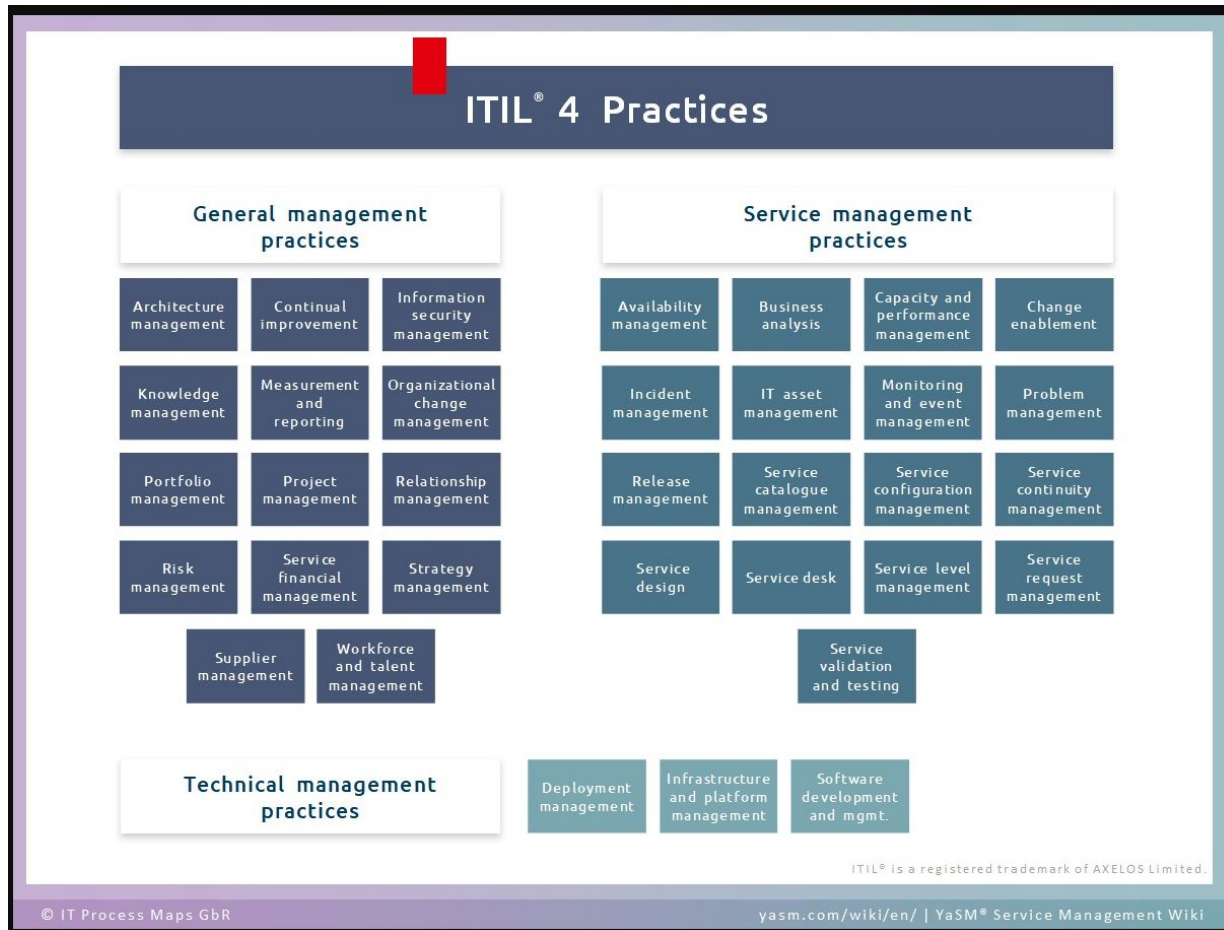 ITIL® 4 Practices
General management
practices
Architecture
management
Continual
improvement
Information
security
management
Knowledge
management
Measurement
and
reporting
Organizational
change
management
Portfolio
management
Project
management
Relationship
management
Risk
management
Service
financial
management
Strategy
management
Supplier
management
Workforce
and talent
management
Service management
practices
Availability
management
Business
analysis
Capacity and
performance
management
Change
enablement
Incident
management
IT asset
management
Monitoring
and event
management
Problem
management
Release
management
Service
catalogue
management
Service
configuration
management
Service
continuity
management
Service
design
Service desk
Service level
management
Service
request
management
Service
validation
and testing
Technical management
practices
Deployment
management
Infrastructure
and platform
management
Software
development
and mgmt.
ITIL® is a registered trademark of AXELOS Limited.
© IT Process Maps GbR
yasm.com/wiki/en/ | YaSM® Service Management Wiki